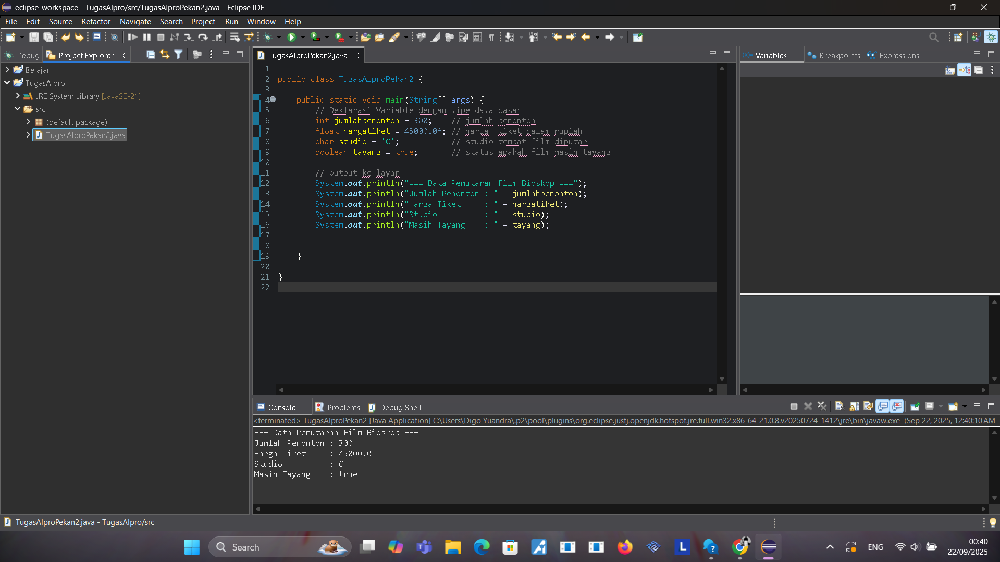 eclipse-workspace - TugasAlpro/src/TugasAlproPekan2.java - Eclipse IDE
File Edit Source Refactor Navigate Search Project Run Window Help
Debug Project Explorer
TugasAlproPekan2.java
Variables Breakpoints Expressions
Belajar
TugasAlpro
JRE System Library [JavaSE-21]
src
(default package)
TugasAlproPekan2.java
1
2 public class TugasAlproPekan2 {
3
4 public static void main(String[] args) {
5 // Deklarasi Variable dengan tipe data dasar
6 int jumlahpenonton = 300; // jumlah penonton
7 float hargatiket = 45000.0f; // harga  tiket dalam rupiah
8 char studio = 'C'; // studio tempat film diputar
9 boolean tayang = true; // status apakah film masih tayang
10
11 // output ke layar
12 System.out.println("=== Data Pemutaran Film Bioskop ===");
13 System.out.println("Jumlah Penonton : " + jumlahpenonton);
14 System.out.println("Harga Tiket     : " + hargatiket);
15 System.out.println("Studio          : " + studio);
16 System.out.println("Masih Tayang    : " + tayang);
17
18
19 }
20
21 }
22
Console Problems Debug Shell
<terminated> TugasAlproPekan2 [Java Application] C:\Users\Digo Yuandra\.p2\pool\plugins\org.eclipse.justj.openjdk.hotspot.jre.full.win32.x86_64_21.0.8.v20250724-1412\jre\bin\javaw.exe (Sep 22, 2025, 12:40:10 AM –
=== Data Pemutaran Film Bioskop ===
Jumlah Penonton : 300
Harga Tiket     : 45000.0
Studio          : C
Masih Tayang    : true
TugasAlproPekan2.java - TugasAlpro/src
Search
ENG
00:40
22/09/2025